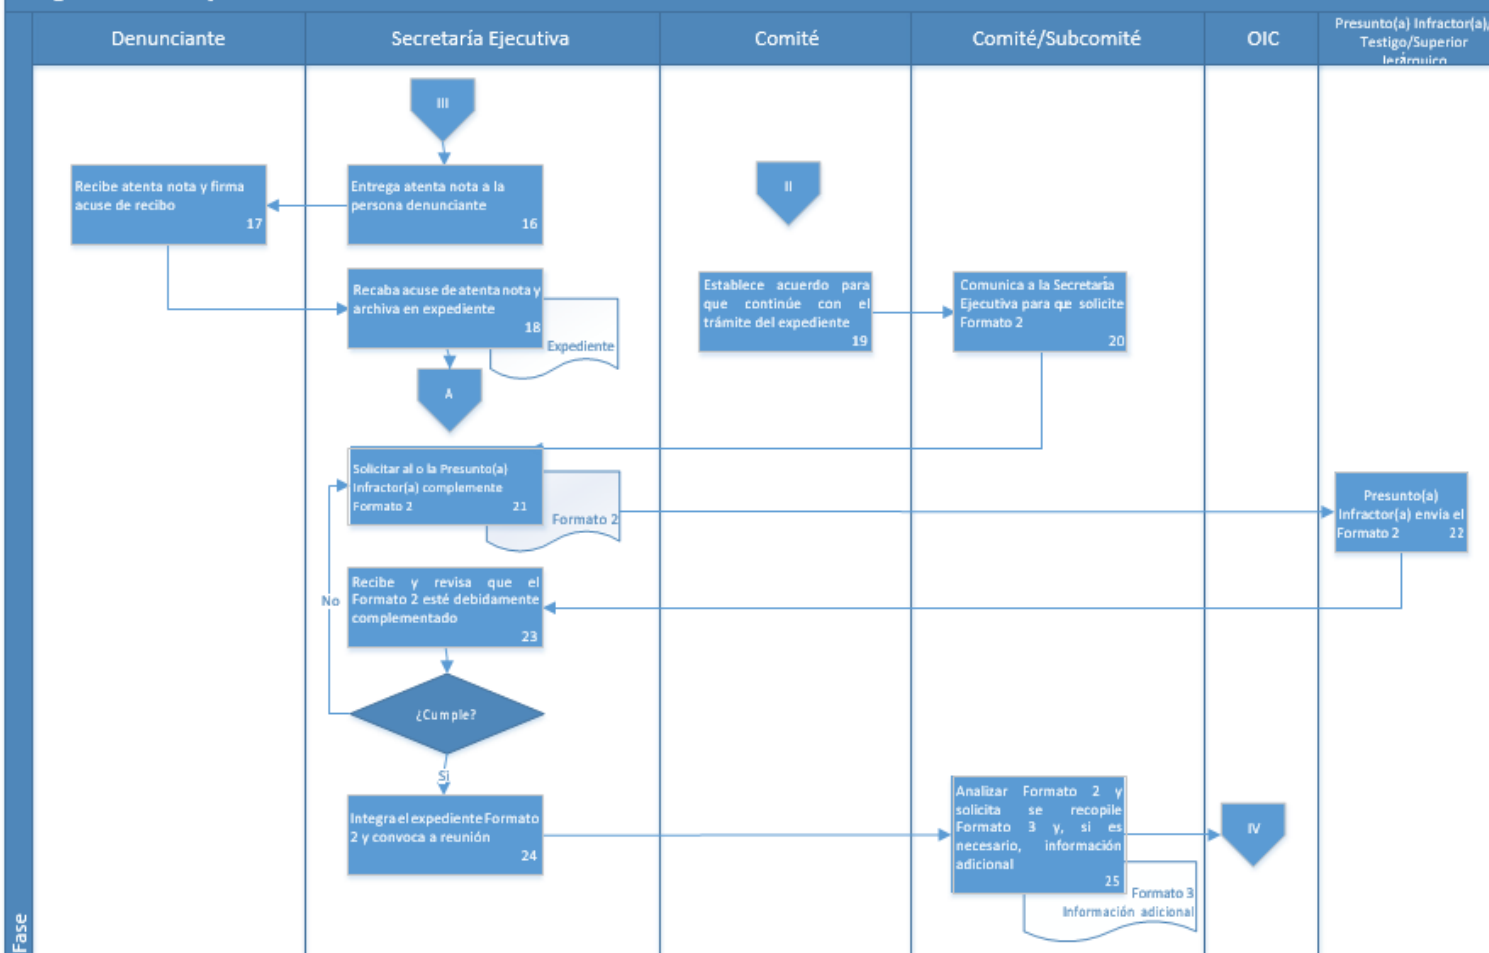 Denunciante
Secretaría Ejecutiva
Comité
Comité/Subcomité
OIC
Presunto(a) Infractor(a)/
Testigo/Superior
Jerárquico
III
Recibe atenta nota y firma
acuse de recibo
17
Entrega atenta nota a la
persona denunciante
16
II
Recaba acuse de atenta nota y
archiva en expediente
18
Expediente
Establece acuerdo para
que continúe con el
trámite del expediente
19
Comunica a la Secretaría
Ejecutiva para que solicite
Formato 2
20
A
Solicitar al o la Presunto(a)
Infractor(a) complemente
Formato 2 21
Formato 2
Presunto(a)
Infractor(a) envía el
Formato 2 22
No
Recibe y revisa que el
Formato 2 esté debidamente
complementado
23
¿Cumple?
Si
Integra el expediente Formato
2 y convoca a reunión
24
Analizar Formato 2 y
solicita se recopile
Formato 3 y, si es
necesario, información
adicional
25
Formato 3
Información adicional
IV
Fase